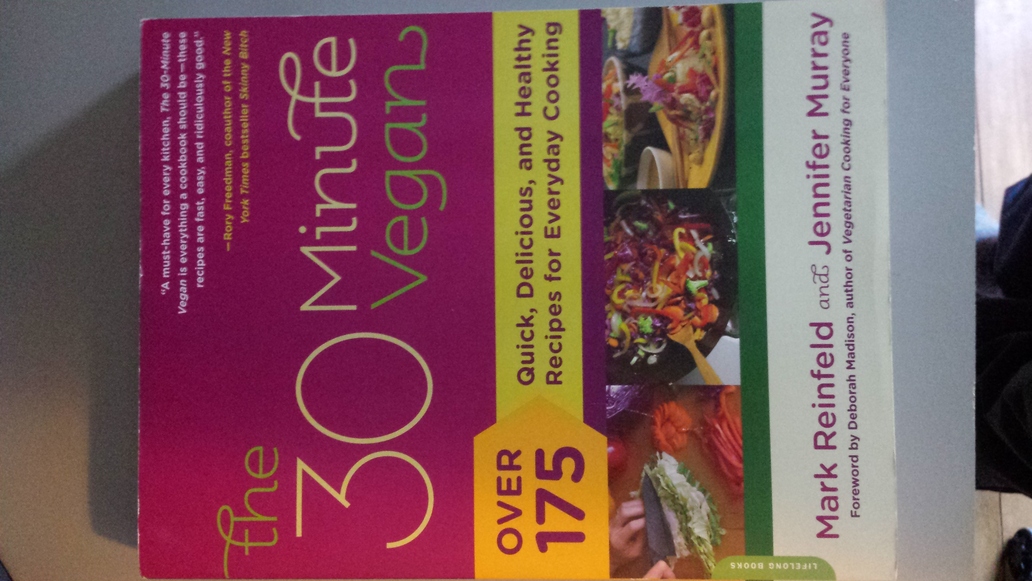 "A must-have for every kitchen, The 30-Minute
Vegan is everything a cookbook should be—these
recipes are fast, easy, and ridiculously good."
—Rory Freedman, coauthor of the New
York Times bestseller Skinny Bitch
the
30 Minute
Vegan
OVER
175
Quick, Delicious, and Healthy
Recipes for Everyday Cooking
LIFELONG BOOKS
Mark Reinfeld and Jennifer Murray
Foreword by Deborah Madison, author of Vegetarian Cooking for Everyone